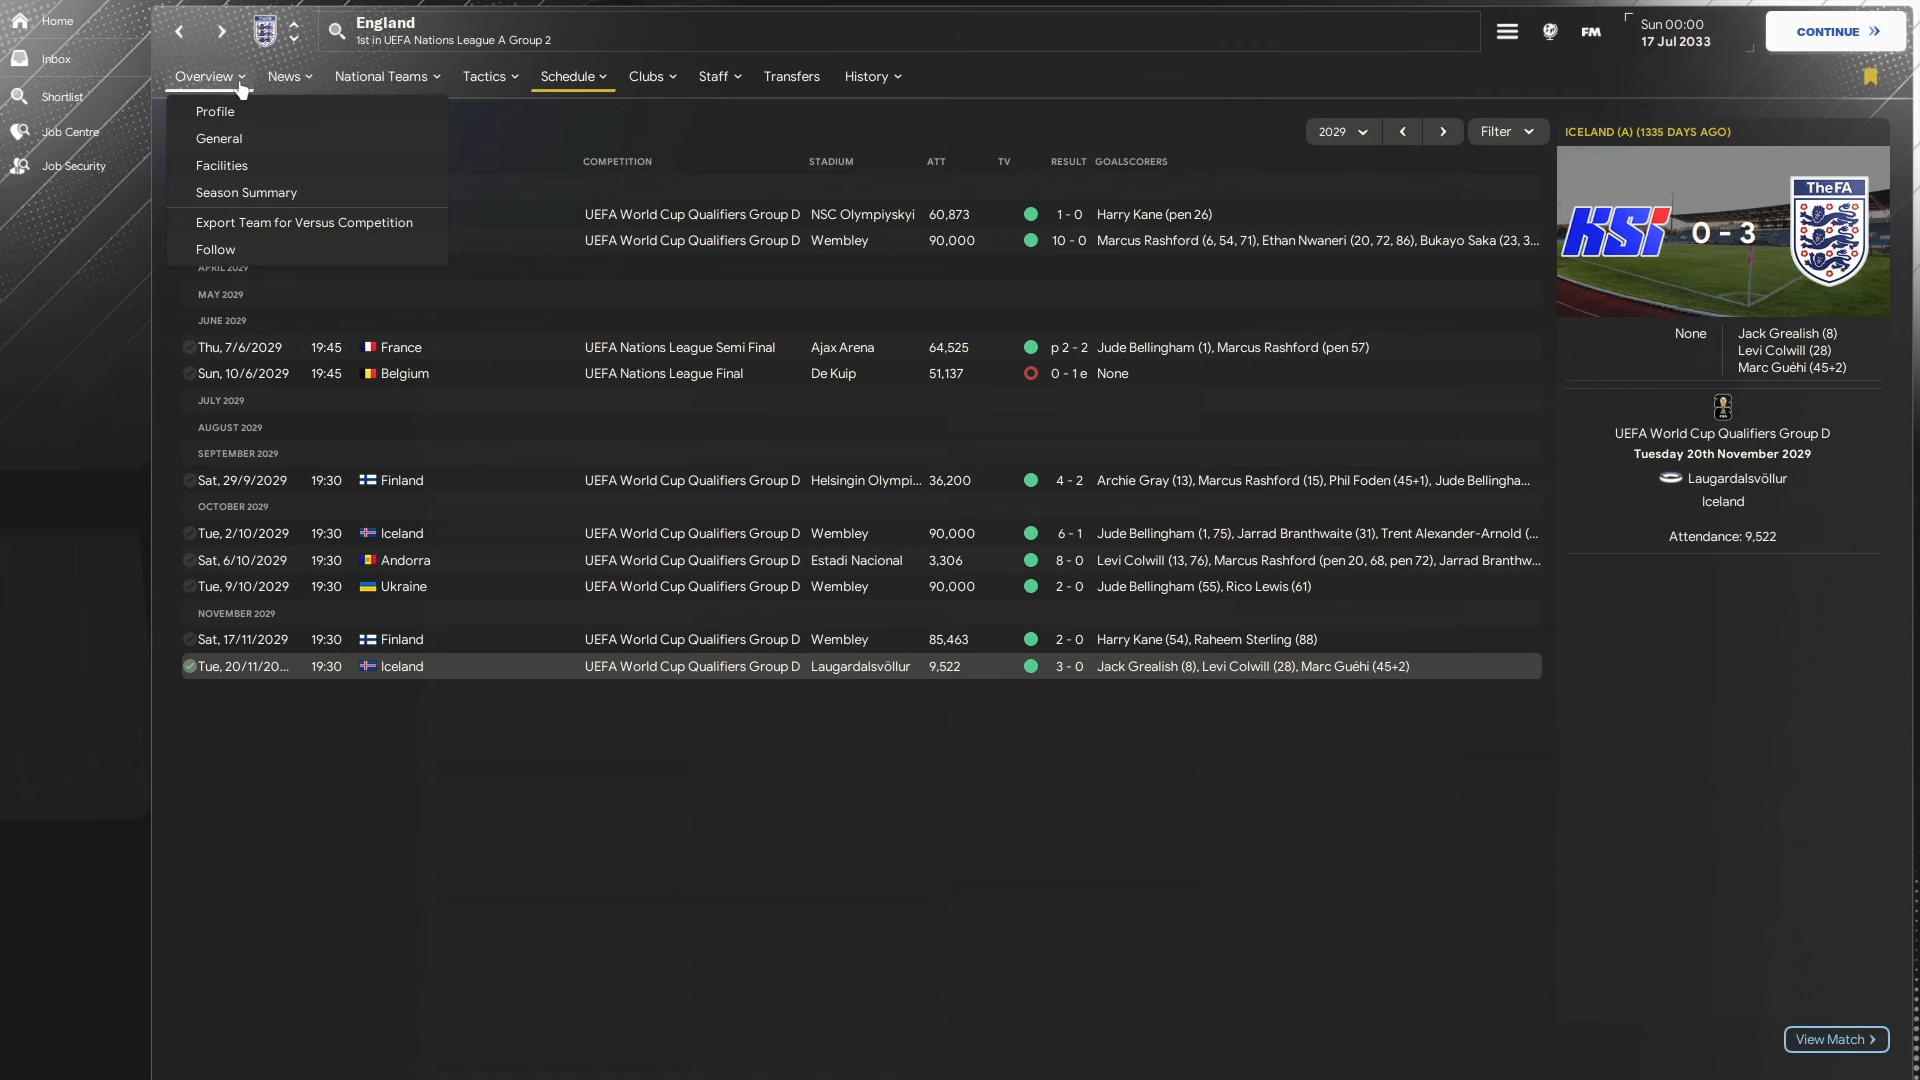 Home
Inbox
Shortlist
Job Centre
Job Security
England
1st in UEFA Nations League A Group 2
FM
Sun 00:00
17 Jul 2033
CONTINUE
Overview News National Teams Tactics Schedule Clubs Staff Transfers History
Profile
General
Facilities
Season Summary
Export Team for Versus Competition
Follow
2029 Filter
COMPETITION STADIUM ATT TV RESULT GOALSCORERS
UEFA World Cup Qualifiers Group D NSC Olympiyskyi 60,873 1 - 0 Harry Kane (pen 26)
UEFA World Cup Qualifiers Group D Wembley 90,000 10 - 0 Marcus Rashford (6, 54, 71), Ethan Nwaneri (20, 72, 86), Bukayo Saka (23, 3...
APRIL 2029
MAY 2029
JUNE 2029
Thu, 7/6/2029 19:45 France UEFA Nations League Semi Final Ajax Arena 64,525 p 2 - 2 Jude Bellingham (1), Marcus Rashford (pen 57)
Sun, 10/6/2029 19:45 Belgium UEFA Nations League Final De Kuip 51,137 0 - 1 e None
JULY 2029
AUGUST 2029
SEPTEMBER 2029
Sat, 29/9/2029 19:30 Finland UEFA World Cup Qualifiers Group D Helsingin Olympi... 36,200 4 - 2 Archie Gray (13), Marcus Rashford (15), Phil Foden (45+1), Jude Bellingha...
OCTOBER 2029
Tue, 2/10/2029 19:30 Iceland UEFA World Cup Qualifiers Group D Wembley 90,000 6 - 1 Jude Bellingham (1, 75), Jarrad Branthwaite (31), Trent Alexander-Arnold (...
Sat, 6/10/2029 19:30 Andorra UEFA World Cup Qualifiers Group D Estadi Nacional 3,306 8 - 0 Levi Colwill (13, 76), Marcus Rashford (pen 20, 68, pen 72), Jarrad Branthw...
Tue, 9/10/2029 19:30 Ukraine UEFA World Cup Qualifiers Group D Wembley 90,000 2 - 0 Jude Bellingham (55), Rico Lewis (61)
NOVEMBER 2029
Sat, 17/11/2029 19:30 Finland UEFA World Cup Qualifiers Group D Wembley 85,463 2 - 0 Harry Kane (54), Raheem Sterling (88)
Tue, 20/11/20... 19:30 Iceland UEFA World Cup Qualifiers Group D Laugardalsvöllur 9,522 3 - 0 Jack Grealish (8), Levi Colwill (28), Marc Guéhi (45+2)
ICELAND (A) (1335 DAYS AGO)
KSÍ 0 - 3 The FA
None
Jack Grealish (8)
Levi Colwill (28)
Marc Guéhi (45+2)
UEFA World Cup Qualifiers Group D
Tuesday 20th November 2029
Laugardalsvöllur
Iceland
Attendance: 9,522
View Match